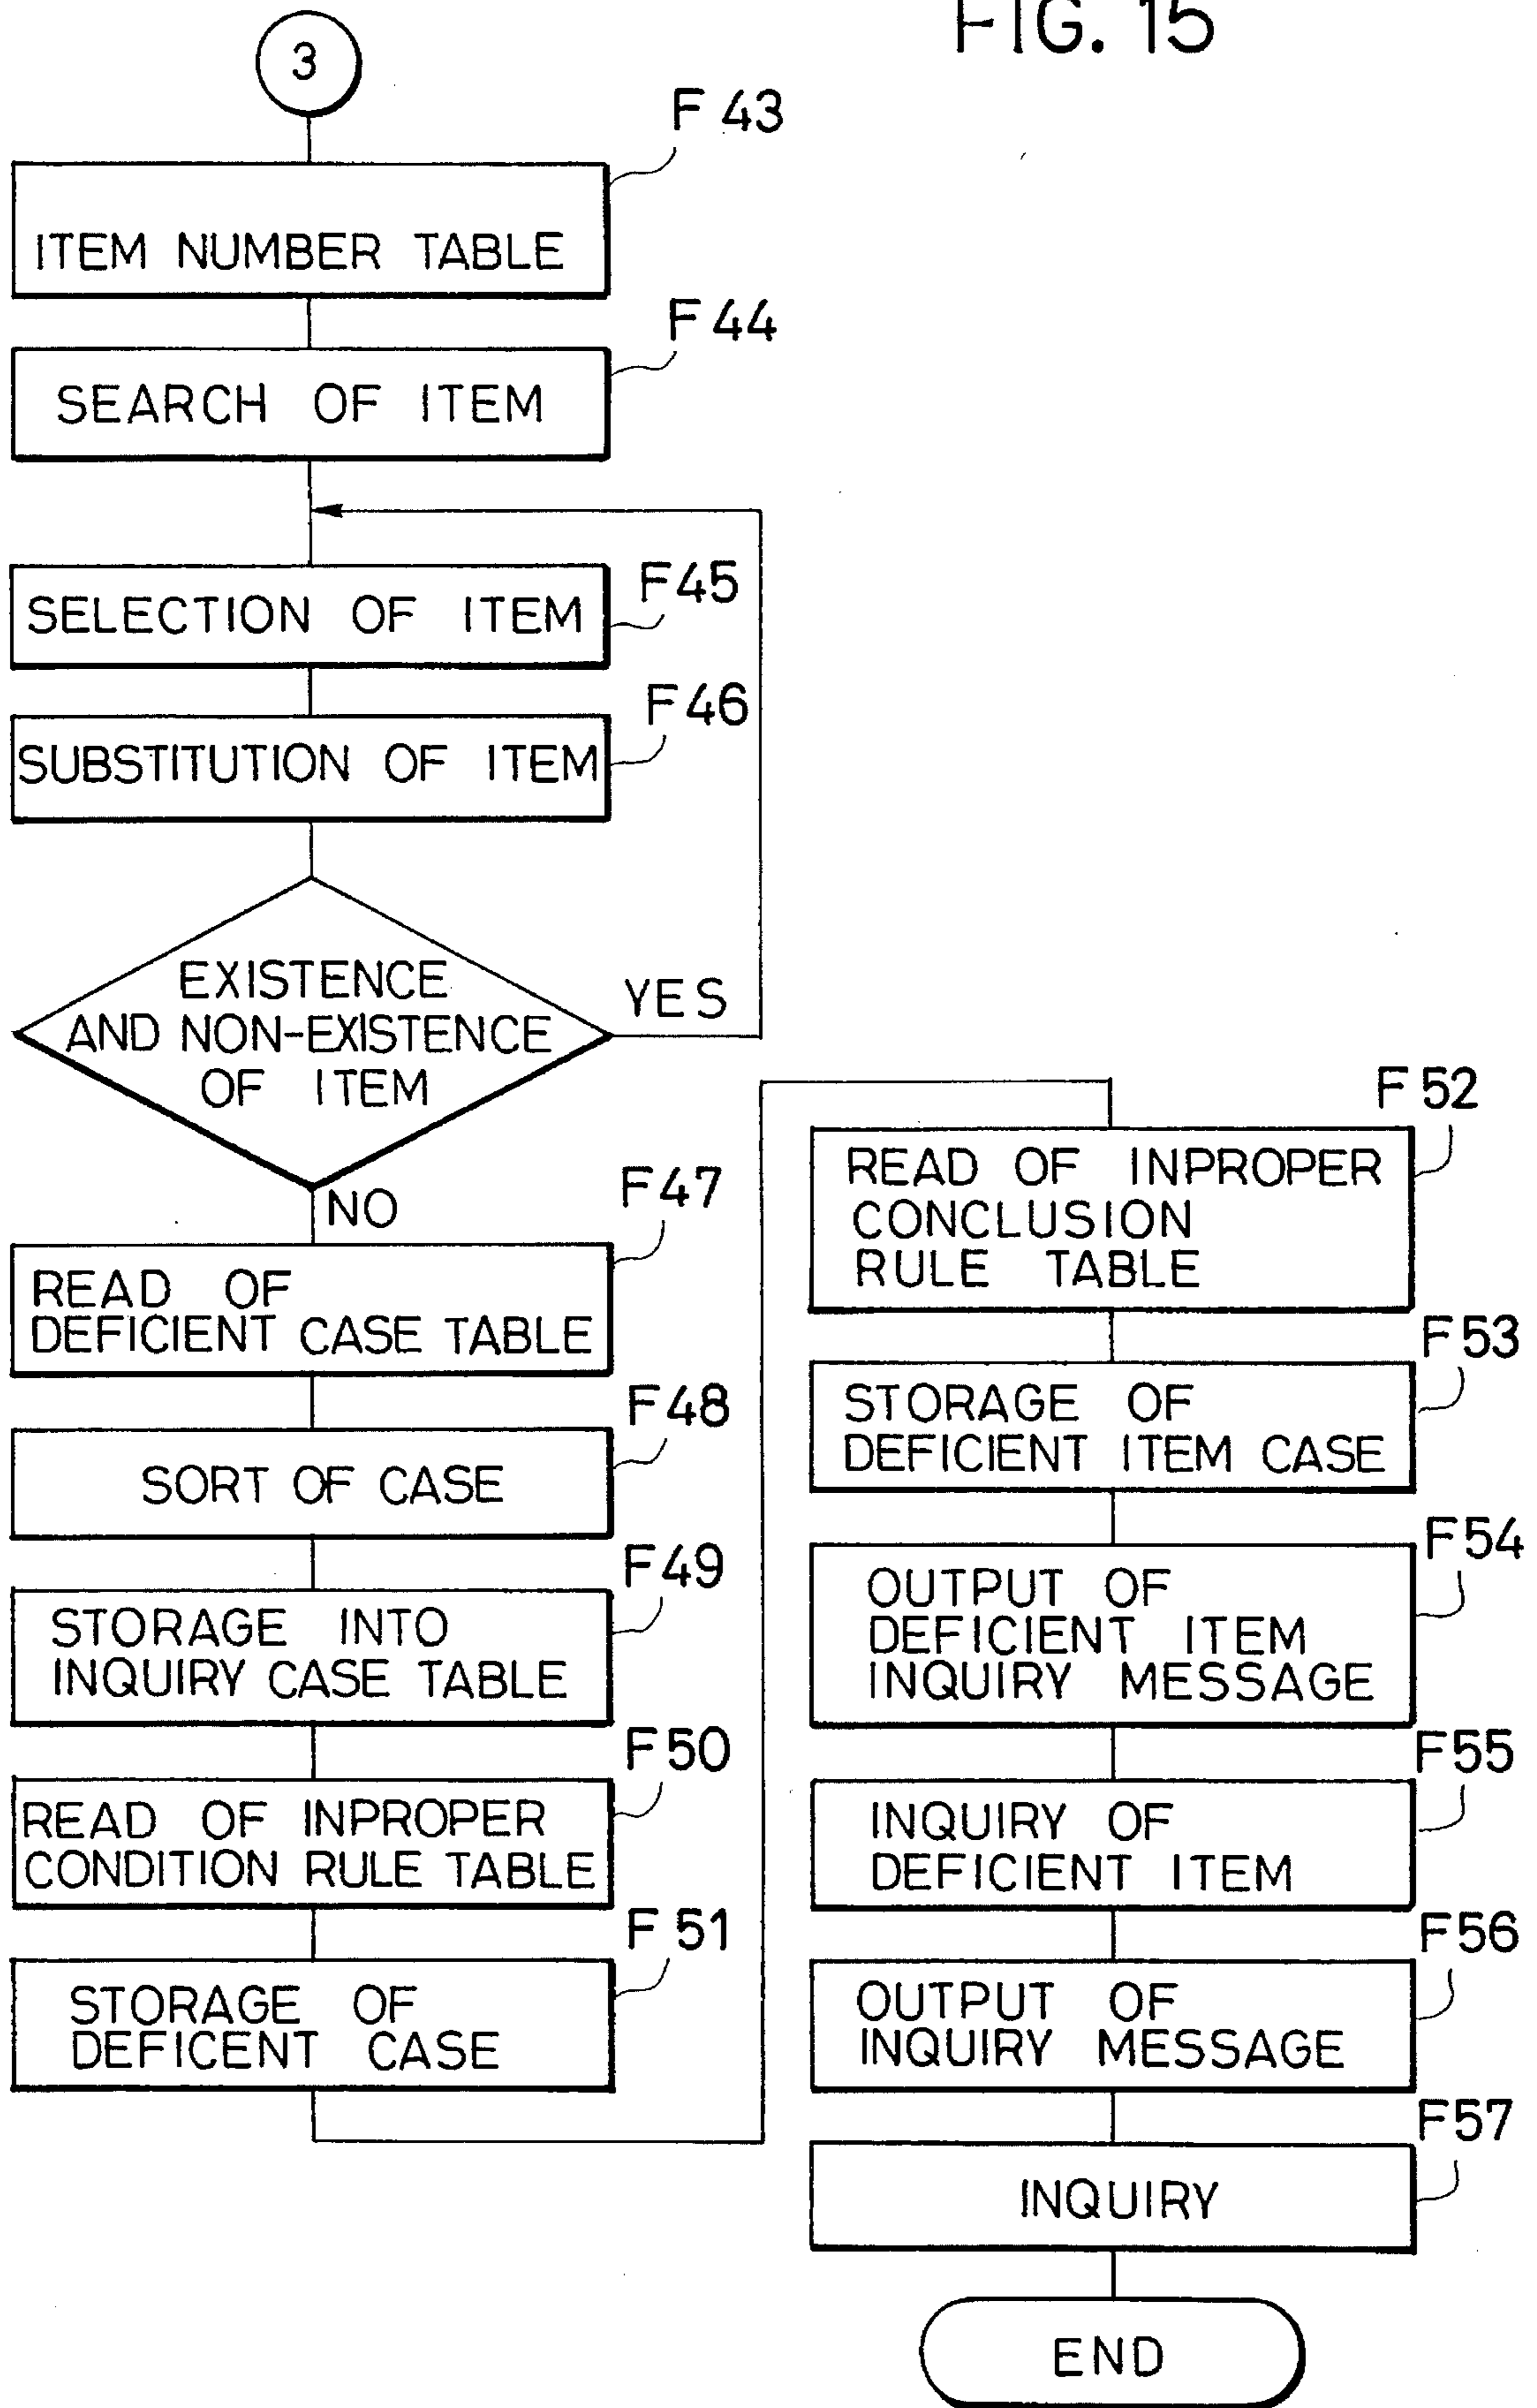 FIG. 15
3
F 43
ITEM NUMBER TABLE
F 44
SEARCH OF ITEM
F45
SELECTION OF ITEM
F46
SUBSTITUTION OF ITEM
EXISTENCE
AND NON-EXISTENCE
OF ITEM
YES
NO
F47
READ OF
DEFICIENT CASE TABLE
F48
SORT OF CASE
F49
STORAGE INTO
INQUIRY CASE TABLE
F50
READ OF INPROPER
CONDITION RULE TABLE
F 51
STORAGE OF
DEFICENT CASE
F 52
READ OF INPROPER
CONCLUSION
RULE TABLE
F53
STORAGE OF
DEFICIENT ITEM CASE
F54
OUTPUT OF
DEFICIENT ITEM
INQUIRY MESSAGE
F55
INQUIRY OF
DEFICIENT ITEM
F56
OUTPUT OF
INQUIRY MESSAGE
F57
INQUIRY
END